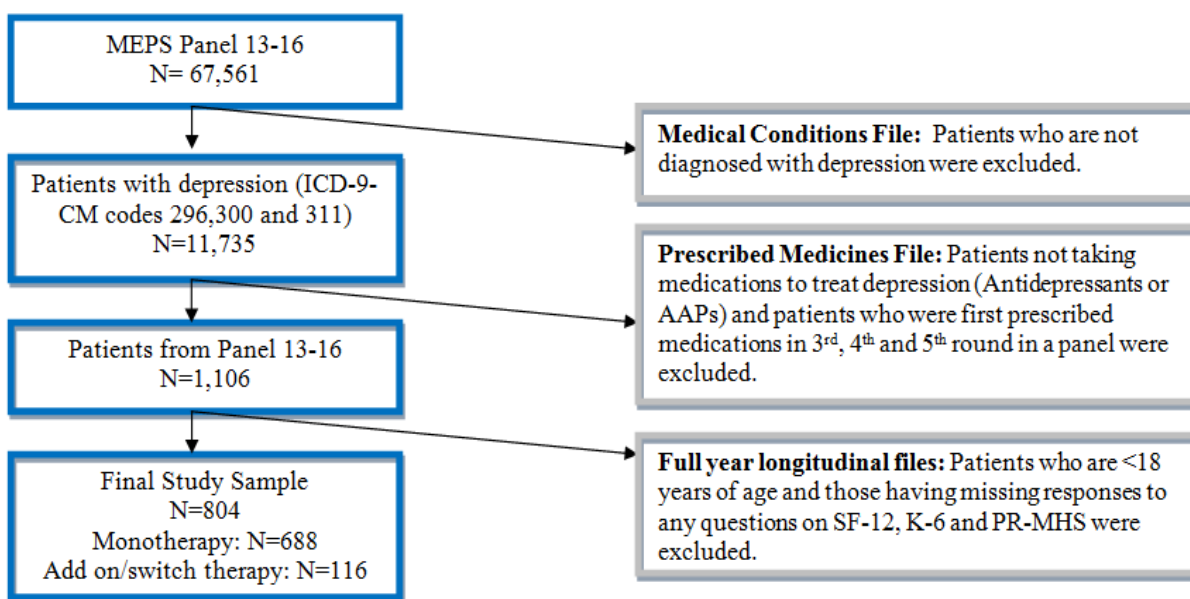 MEPS Panel 13-16
N= 67,561
Medical Conditions File: Patients who are not
diagnosed with depression were excluded.
Patients with depression (ICD-9-
CM codes 296,300 and 311)
N=11,735
Prescribed Medicines File: Patients not taking
medications to treat depression (Antidepressants or
AAPs) and patients who were first prescribed
medications in 3rd, 4th and 5th round in a panel were
excluded.
Patients from Panel 13-16
N=1,106
Full year longitudinal files: Patients who are <18
years of age and those having missing responses to
any questions on SF-12, K-6 and PR-MHS were
excluded.
Final Study Sample
N=804
Monotherapy: N=688
Add on/switch therapy: N=116